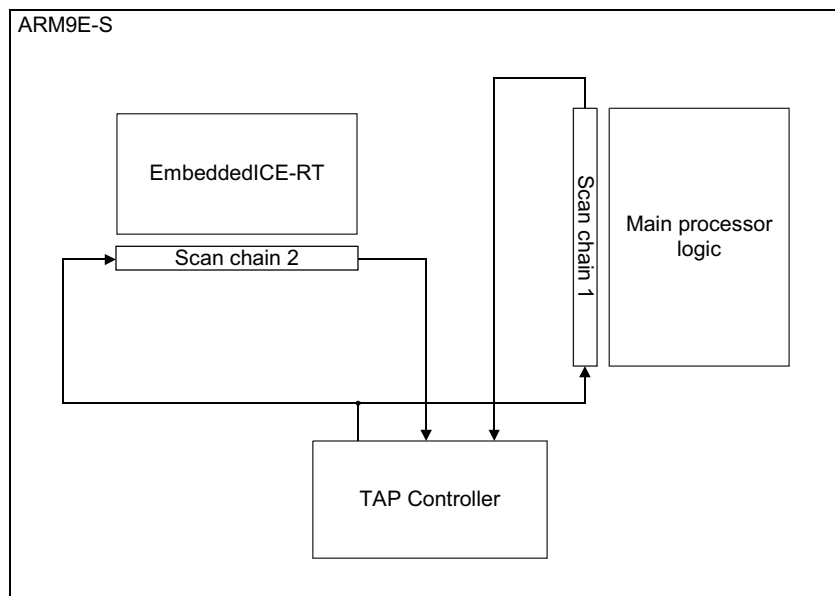 ARM9E-S
EmbeddedICE-RT
Scan chain 2
Scan chain 1
Main processor
logic
TAP Controller